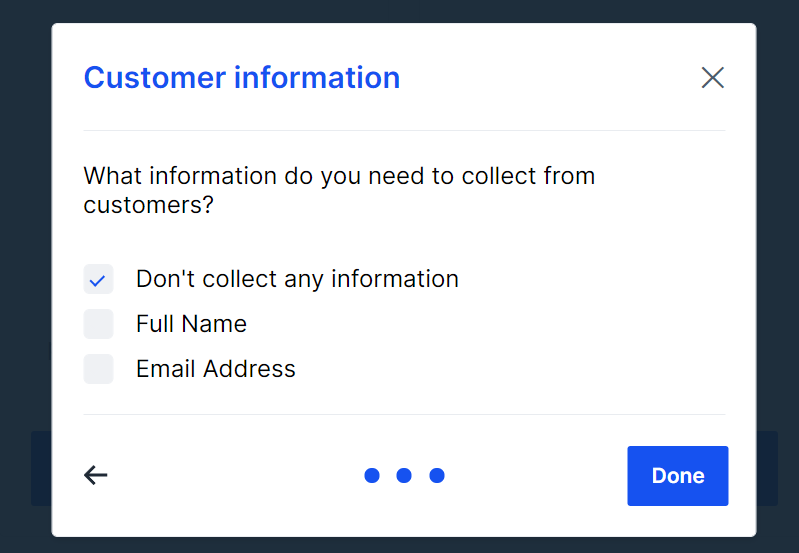 Customer information
What information do you need to collect from
customers?
Don't collect any information
Full Name
Email Address
Done